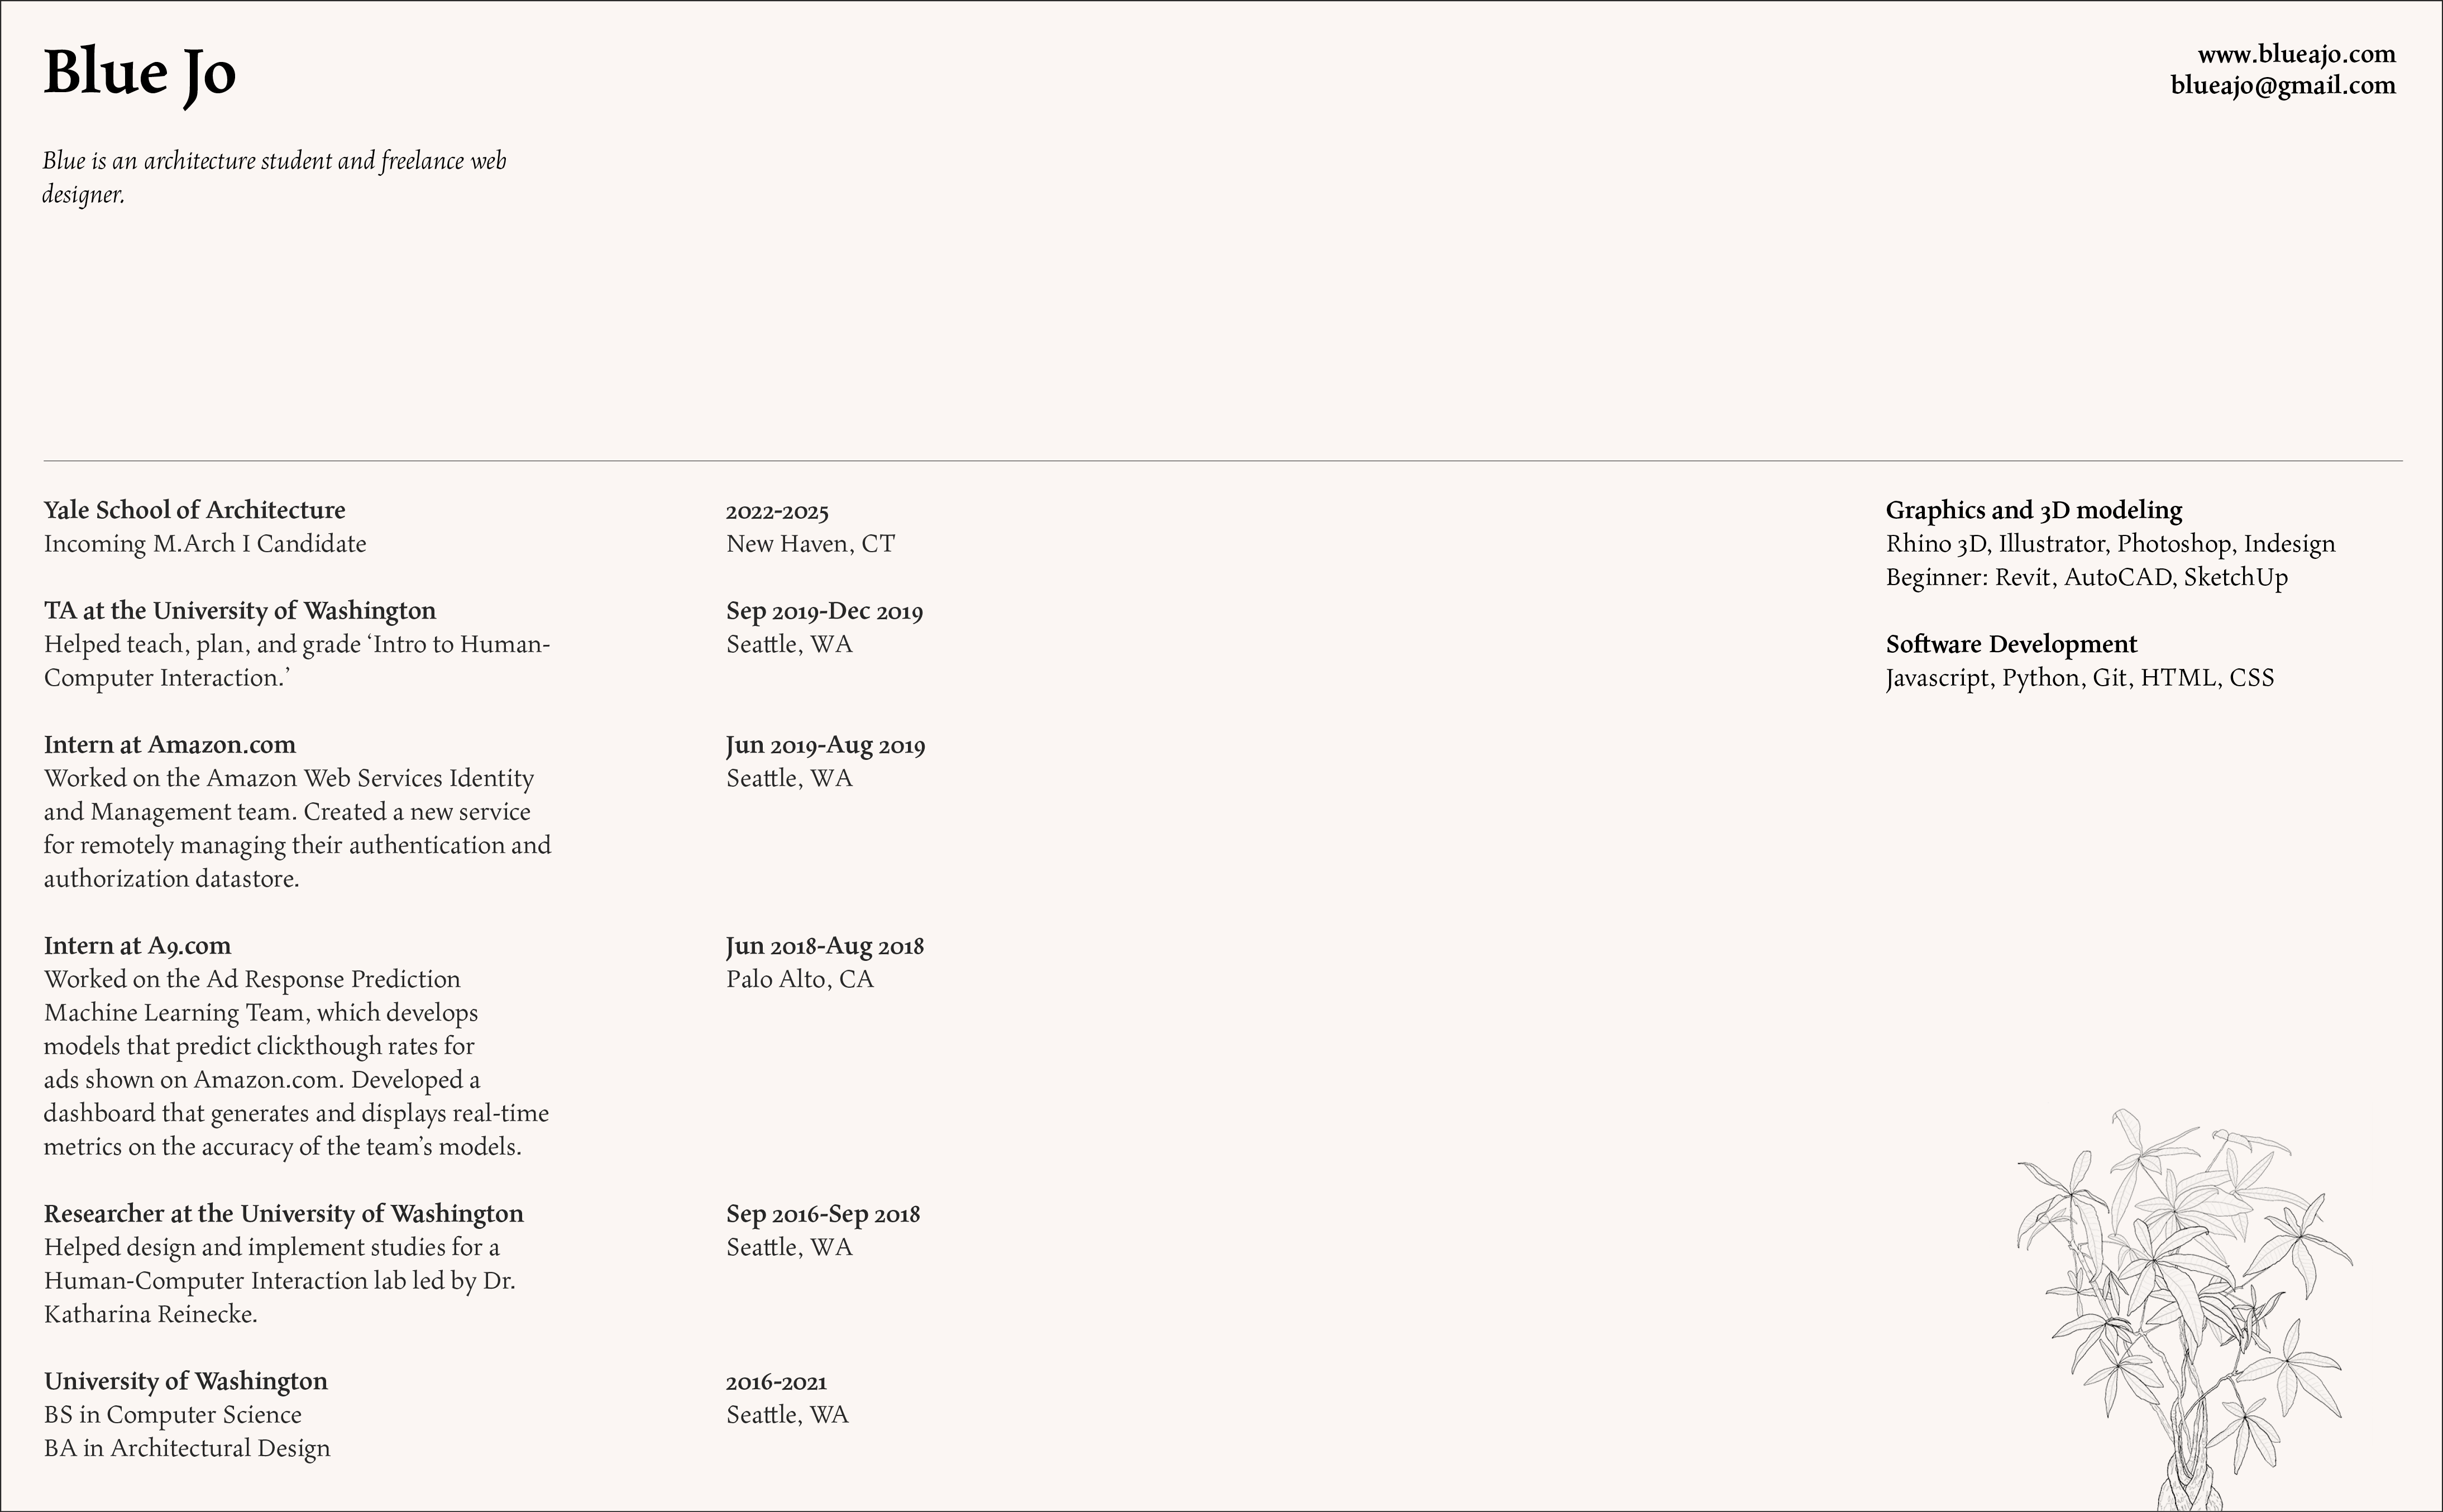 Blue Jo
www.blueajo.com
blueajo@gmail.com
Blue is an architecture student and freelance web
designer.
Yale School of Architecture
Incoming M.Arch I Candidate
2022-2025
New Haven, CT
TA at the University of Washington
Helped teach, plan, and grade ‘Intro to Human-
Computer Interaction.’
Sep 2019-Dec 2019
Seattle, WA
Intern at Amazon.com
Worked on the Amazon Web Services Identity
and Management team. Created a new service
for remotely managing their authentication and
authorization datastore.
Jun 2019-Aug 2019
Seattle, WA
Intern at A9.com
Worked on the Ad Response Prediction
Machine Learning Team, which develops
models that predict clickthough rates for
ads shown on Amazon.com. Developed a
dashboard that generates and displays real-time
metrics on the accuracy of the team’s models.
Jun 2018-Aug 2018
Palo Alto, CA
Researcher at the University of Washington
Helped design and implement studies for a
Human-Computer Interaction lab led by Dr.
Katharina Reinecke.
Sep 2016-Sep 2018
Seattle, WA
University of Washington
BS in Computer Science
BA in Architectural Design
2016-2021
Seattle, WA
Graphics and 3D modeling
Rhino 3D, Illustrator, Photoshop, Indesign
Beginner: Revit, AutoCAD, SketchUp
Software Development
Javascript, Python, Git, HTML, CSS